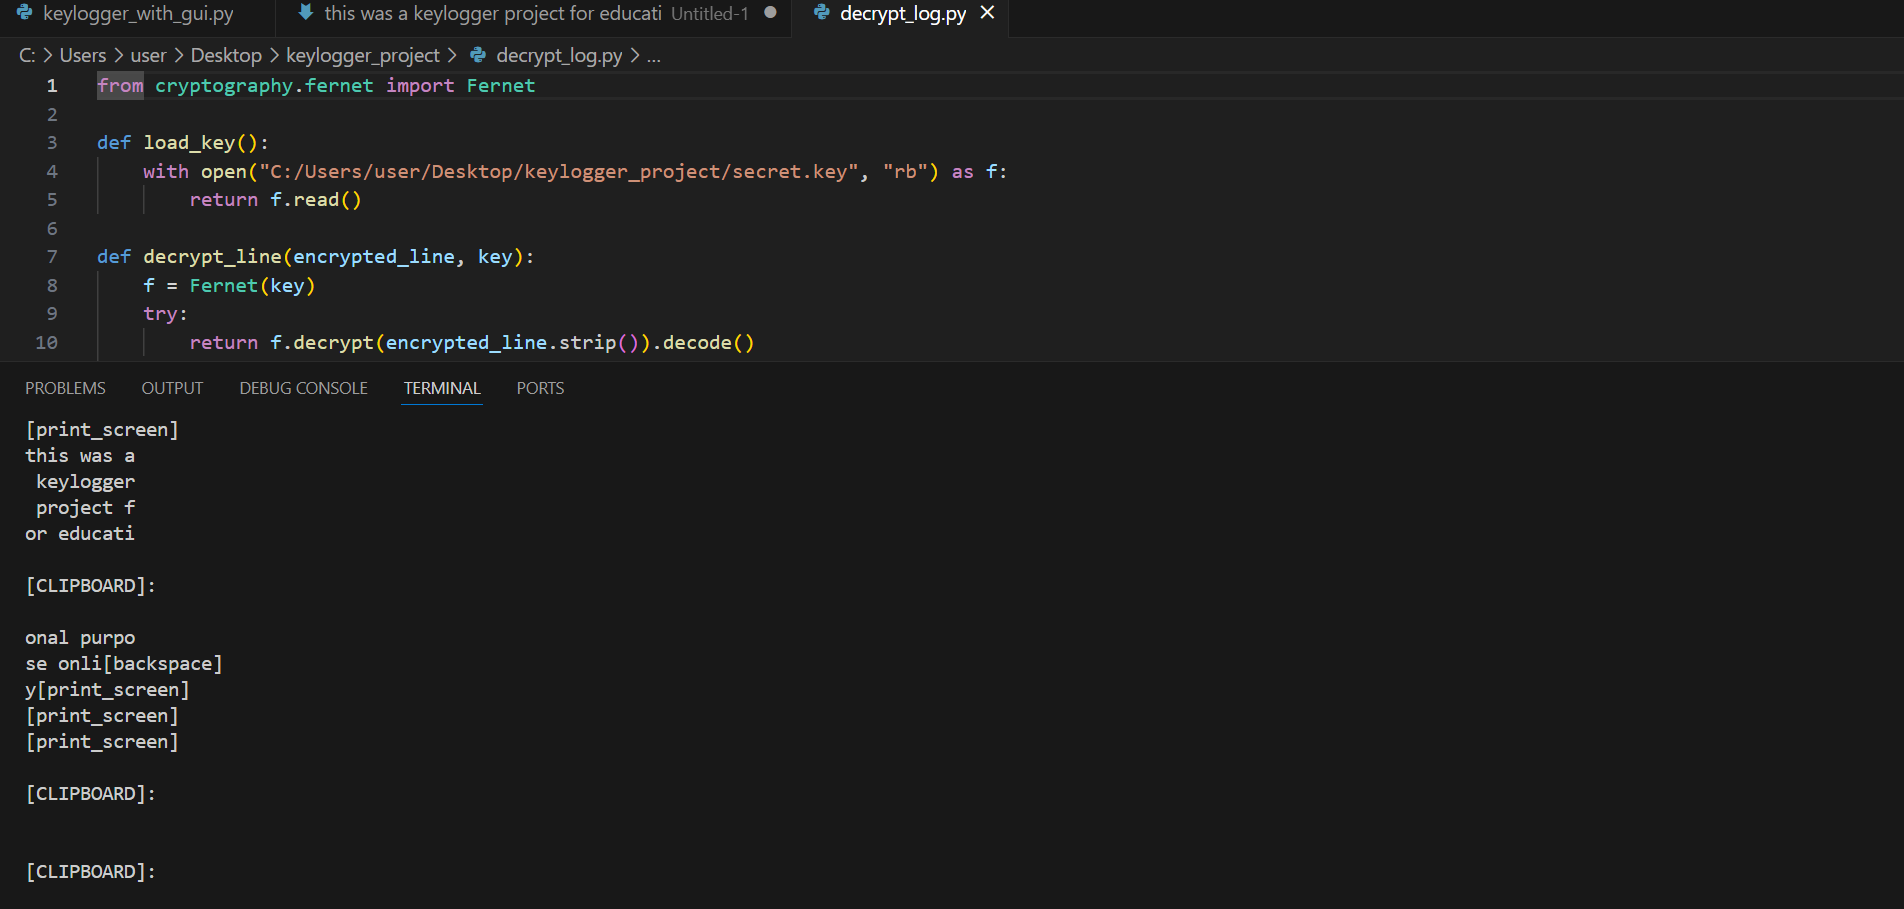 keylogger_with_gui.py this was a keylogger project for educati Untitled-1 decrypt_log.py
C: > Users > user > Desktop > keylogger_project > decrypt_log.py > ...
1 from cryptography.fernet import Fernet
2
3 def load_key():
4 with open("C:/Users/user/Desktop/keylogger_project/secret.key", "rb") as f:
5 return f.read()
6
7 def decrypt_line(encrypted_line, key):
8 f = Fernet(key)
9 try:
10 return f.decrypt(encrypted_line.strip()).decode()
PROBLEMS OUTPUT DEBUG CONSOLE TERMINAL PORTS
[print_screen]
this was a
keylogger
project f
or educati
[CLIPBOARD]:
onal purpo
se onli[backspace]
y[print_screen]
[print_screen]
[print_screen]
[CLIPBOARD]:
[CLIPBOARD]: